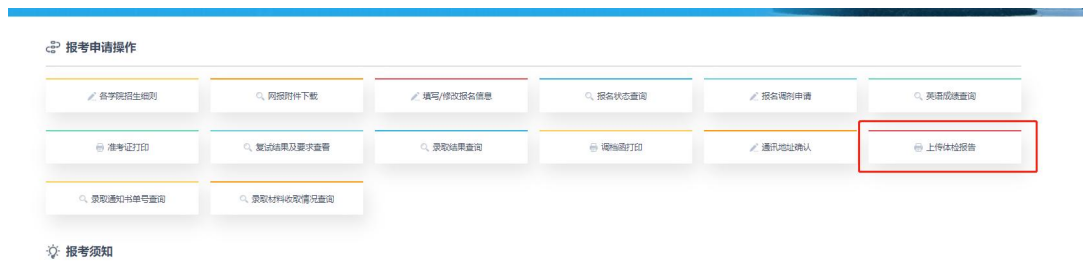 报考申请操作
各学院招生细则
网报附件下载
填写/修改报名信息
报名状态查询
报名调剂申请
英语成绩查询
准考证打印
复试结果及要求查看
录取结果查询
调档函打印
通讯地址确认
上传体检报告
录取通知书单号查询
录取材料收取情况查询
报考须知